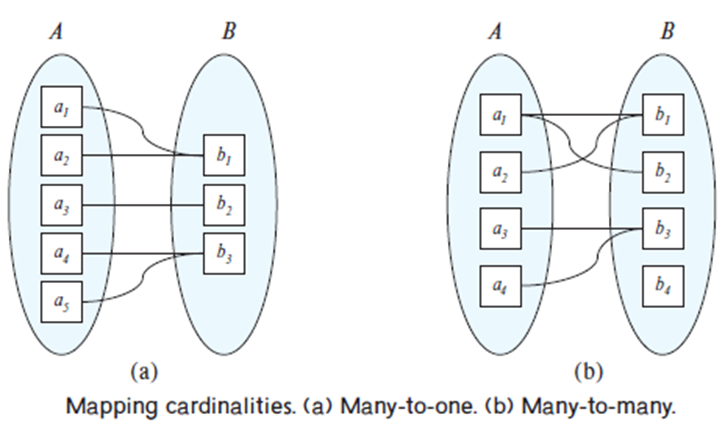 A B
a1
a2 b1
a3 b2
a4 b3
a5
(a)
A B
a1 b1
a2 b2
a3 b3
a4 b4
(b)
Mapping cardinalities. (a) Many-to-one. (b) Many-to-many.